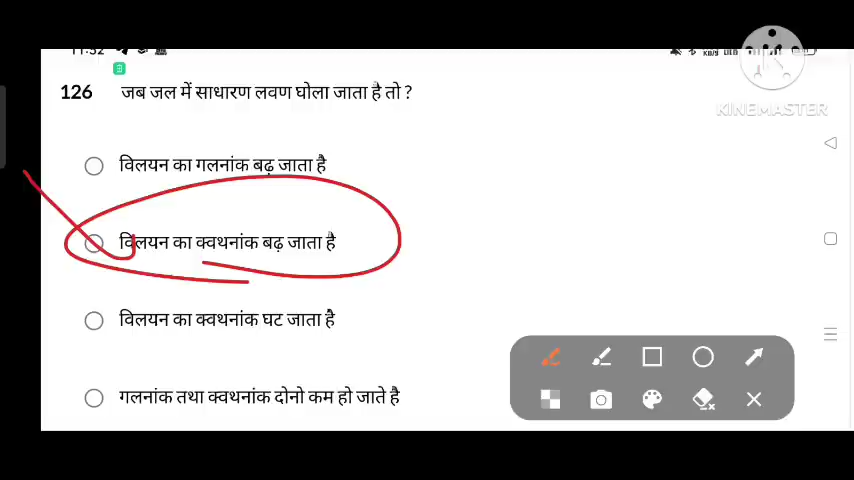 KINEMASTER
126 जब जल में साधारण लवण घोला जाता है तो ?
विलयन का गलनांक बढ़ जाता है
विलयन का क्वथनांक बढ़ जाता है
विलयन का क्वथनांक घट जाता है
गलनांक तथा क्वथनांक दोनो कम हो जाते है